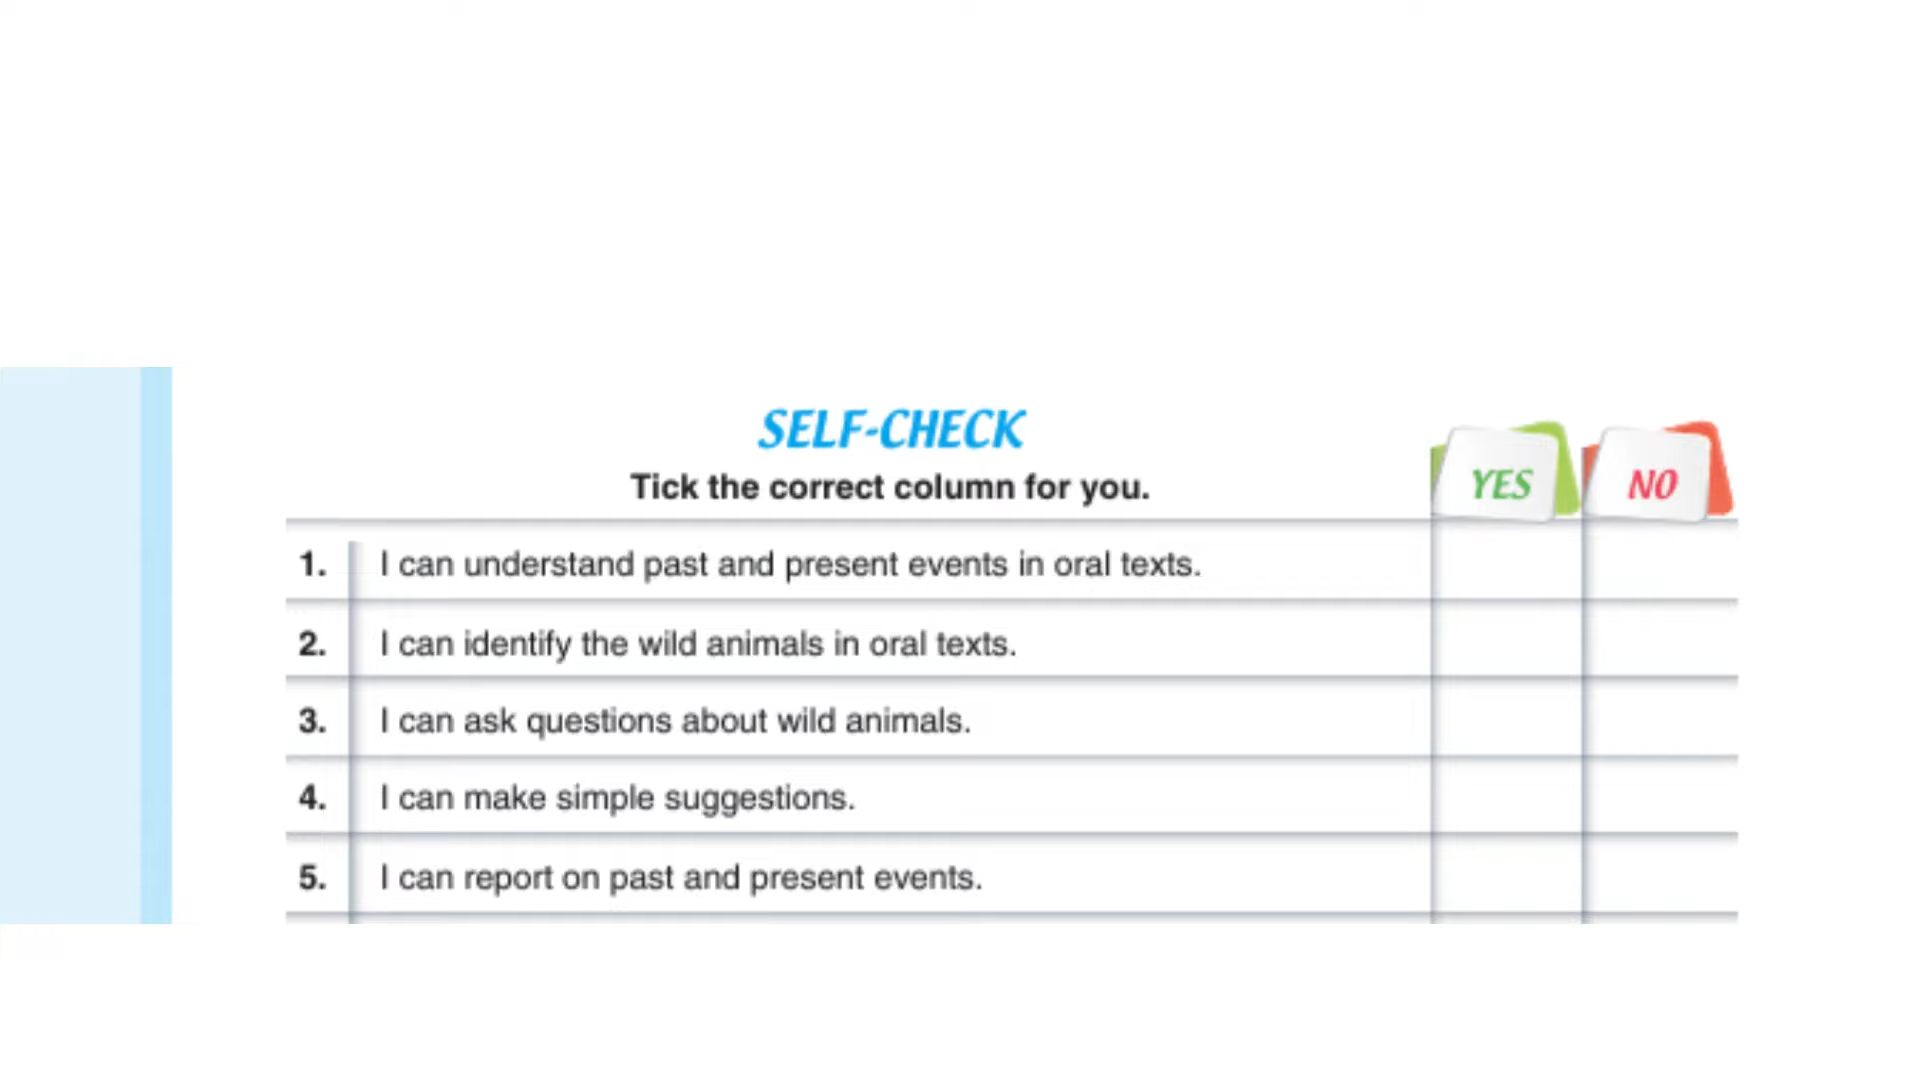 SELF-CHECK
Tick the correct column for you.
YES
NO
1. I can understand past and present events in oral texts.
2. I can identify the wild animals in oral texts.
3. I can ask questions about wild animals.
4. I can make simple suggestions.
5. I can report on past and present events.